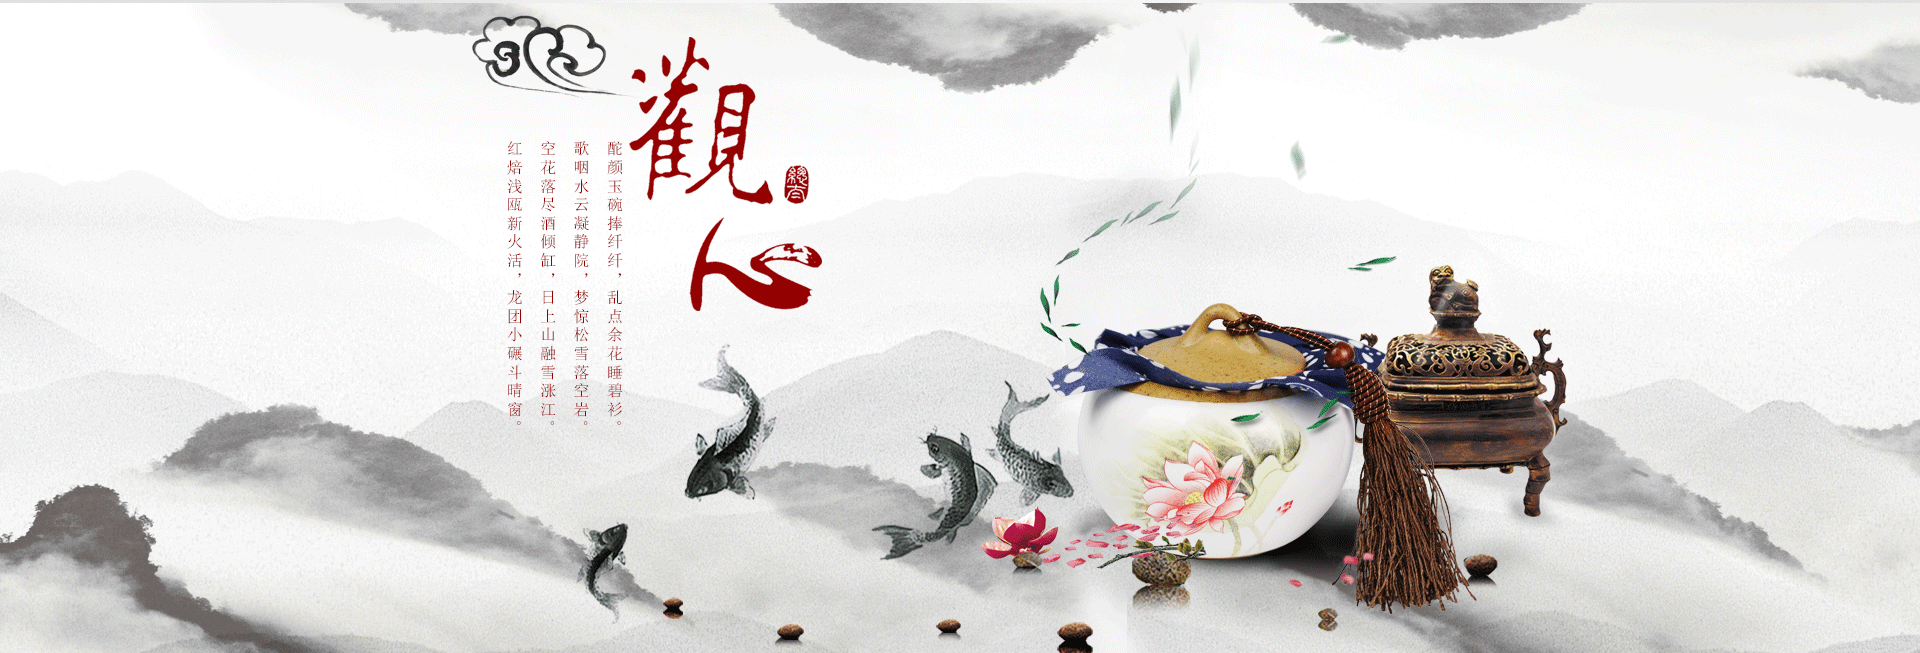 觀心
酡颜玉碗捧纤纤，乱点余花睡碧衫。
歌咽水云凝静院，梦惊松雪落空岩。
空花落尽酒倾缸，日上山融雪涨江。
红焙浅瓯新火活，龙团小碾斗晴窗。